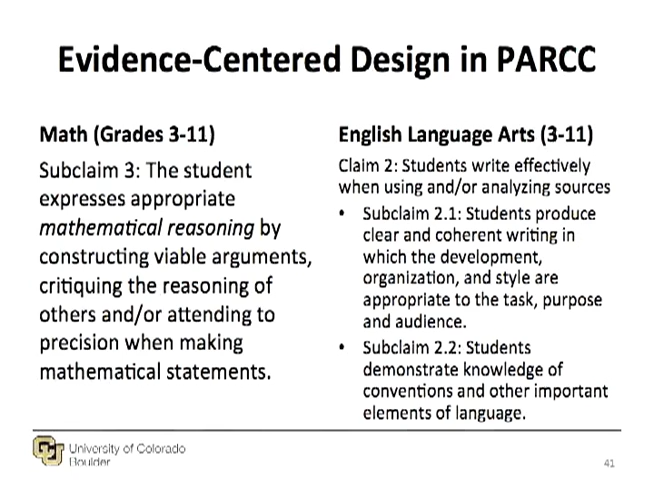 Evidence-Centered Design in PARCC
Math (Grades 3-11)
Subclaim 3: The student
expresses appropriate
mathematical reasoning by
constructing viable arguments,
critiquing the reasoning of
others and/or attending to
precision when making
mathematical statements.
English Language Arts (3-11)
Claim 2: Students write effectively
when using and/or analyzing sources
• Subclaim 2.1: Students produce
clear and coherent writing in
which the development,
organization, and style are
appropriate to the task, purpose
and audience.
• Subclaim 2.2: Students
demonstrate knowledge of
conventions and other important
elements of language.
CU
University of Colorado
Boulder
41